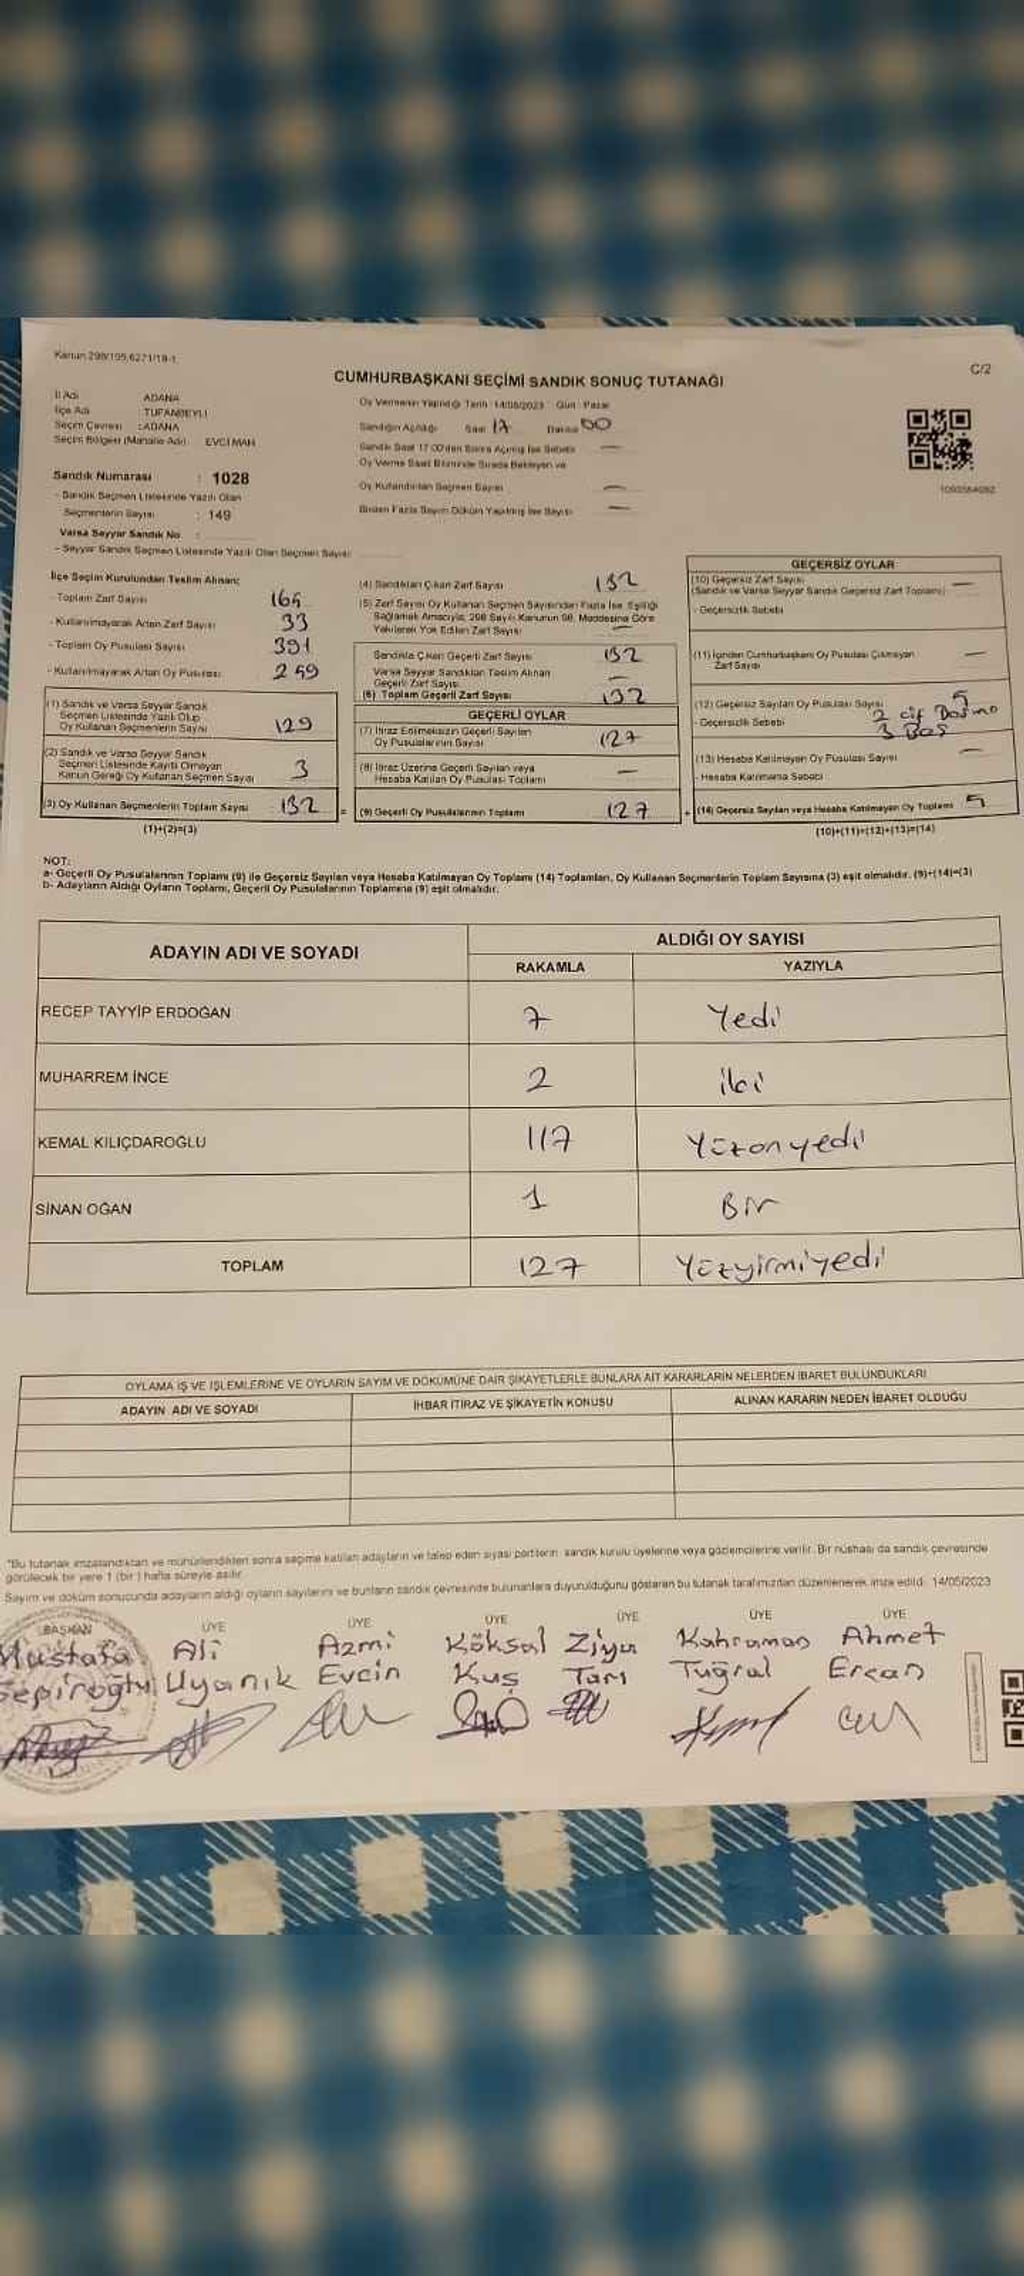 Kanun 298/105,6271/18-1
C/2
CUMHURBAŞKANI SEÇİMİ SANDIK SONUÇ TUTANAĞI
İl Adı ADANA
İlçe Adı : TUFANBEYLİ
Seçim Çevresi : ADANA
Seçim Bölgesi (Mahalle Adı) EVCİ MAH
Sandık Numarası : 1028
- Sandık Seçmen Listesinde Yazılı Olan
Seçmenlerin Sayısı : 149
Varsa Seyyar Sandık No :
- Seyyar Sandık Seçmen Listesinde Yazılı Olan Seçmen Sayısı
Oy Vermenin Yapıldığı Tarih : 14/05/2023 Gün : Pazar
Sandığın Açıldığı Saat 17 Dakika 00
Sandık Saat 17.00'den Sonra Açılmış İse Sebebi —
Oy Verme Saati Bitiminde Sırada Bekleyen ve
Oy Kullandırılan Seçmen Sayısı —
Birden Fazla Sayım Döküm Yapılmış İse Sayısı —
İlçe Seçim Kurulundan Teslim Alınan;
- Toplam Zarf Sayısı 165
- Kullanılmayarak Artan Zarf Sayısı 33
- Toplam Oy Pusulası Sayısı 391
- Kullanılmayarak Artan Oy Pusulası 259
(1) Sandık ve Varsa Seyyar Sandık
Seçmen Listesinde Yazılı Olup
Oy Kullanan Seçmenlerin Sayısı 129
(2) Sandık ve Varsa Seyyar Sandık
Seçmen Listesinde Kayıtlı Olmayan
Kanun Gereği Oy Kullanan Seçmen Sayısı 3
(3) Oy Kullanan Seçmenlerin Toplam Sayısı 132 =
(1)+(2)=(3)
(4) Sandıktan Çıkan Zarf Sayısı 132
(5) Zarf Sayısı Oy Kullanan Seçmen Sayısından Fazla İse, Eşitliği
Sağlamak Amacıyla, 298 Sayılı Kanunun 98. Maddesine Göre
Yakılarak Yok Edilen Zarf Sayısı —
Sandıkta Çıkan Geçerli Zarf Sayısı 132
Varsa Seyyar Sandıktan Teslim Alınan
Geçerli Zarf Sayısı —
(6) Toplam Geçerli Zarf Sayısı 132
GEÇERLİ OYLAR
(7) İtiraz Edilmeksizin Geçerli Sayılan
Oy Pusulalarının Sayısı 127
(8) İtiraz Üzerine Geçerli Sayılan veya
Hesaba Katılan Oy Pusulası Toplamı —
(9) Geçerli Oy Pusulalarının Toplamı 127 +
GEÇERSİZ OYLAR
(10) Geçersiz Zarf Sayısı —
(Sandık ve Varsa Seyyar Sandık Geçersiz Zarf Toplamı)
- Geçersizlik Sebebi
(11) İçinden Cumhurbaşkanı Oy Pusulası Çıkmayan —
Zarf Sayısı
(12) Geçersiz Sayılan Oy Pusulası Sayısı 5
- Geçersizlik Sebebi 2 çif Basma
3 Boş
(13) Hesaba Katılmayan Oy Pusulası Sayısı —
- Hesaba Katılmama Sebebi
(14) Geçersiz Sayılan veya Hesaba Katılmayan Oy Toplamı 5
(10)+(11)+(12)+(13)=(14)
NOT:
a- Geçerli Oy Pusulalarının Toplamı (9) ile Geçersiz Sayılan veya Hesaba Katılmayan Oy Toplamı (14) Toplamları, Oy Kullanan Seçmenlerin Toplam Sayısına (3) eşit olmalıdır. (9)+(14)=(3)
b- Adayların Aldığı Oyların Toplamı, Geçerli Oy Pusulalarının Toplamına (9) eşit olmalıdır.
ADAYIN ADI VE SOYADI ALDIĞI OY SAYISI
RAKAMLA YAZIYLA
RECEP TAYYİP ERDOĞAN 7 Yedi
MUHARREM İNCE 2 iki
KEMAL KILIÇDAROĞLU 117 Yüzonyedi
SİNAN OĞAN 1 Bir
TOPLAM 127 Yüzyirmiyedi
OYLAMA İŞ VE İŞLEMLERİNE VE OYLARIN SAYIM VE DÖKÜMÜNE DAİR ŞİKAYETLERLE BUNLARA AİT KARARLARIN NELERDEN İBARET BULUNDUKLARI
ADAYIN ADI VE SOYADI İHBAR İTİRAZ VE ŞİKAYETİN KONUSU ALINAN KARARIN NEDEN İBARET OLDUĞU
"Bu tutanak imzalandıktan ve mühürlendikten sonra seçime katılan adayların ve talep eden siyasi partilerin sandık kurulu üyelerine veya gözlemcilerine verilir. Bir nüshası da sandık çevresinde
görülecek bir yere 1 (bir) hafta süreyle asılır.
Sayım ve döküm sonucunda adayların aldığı oyların sayılarını ve bunların sandık çevresinde bulunanlara duyurulduğunu gösteren bu tutanak tarafımızdan düzenlenerek imza edildi. 14/05/2023
BAŞKAN ÜYE ÜYE ÜYE ÜYE ÜYE ÜYE
Mustafa Ali Azmi Köksal Ziya Kahraman Ahmet
Uyanık Evcin Kuş Tam Tuğral Ercan